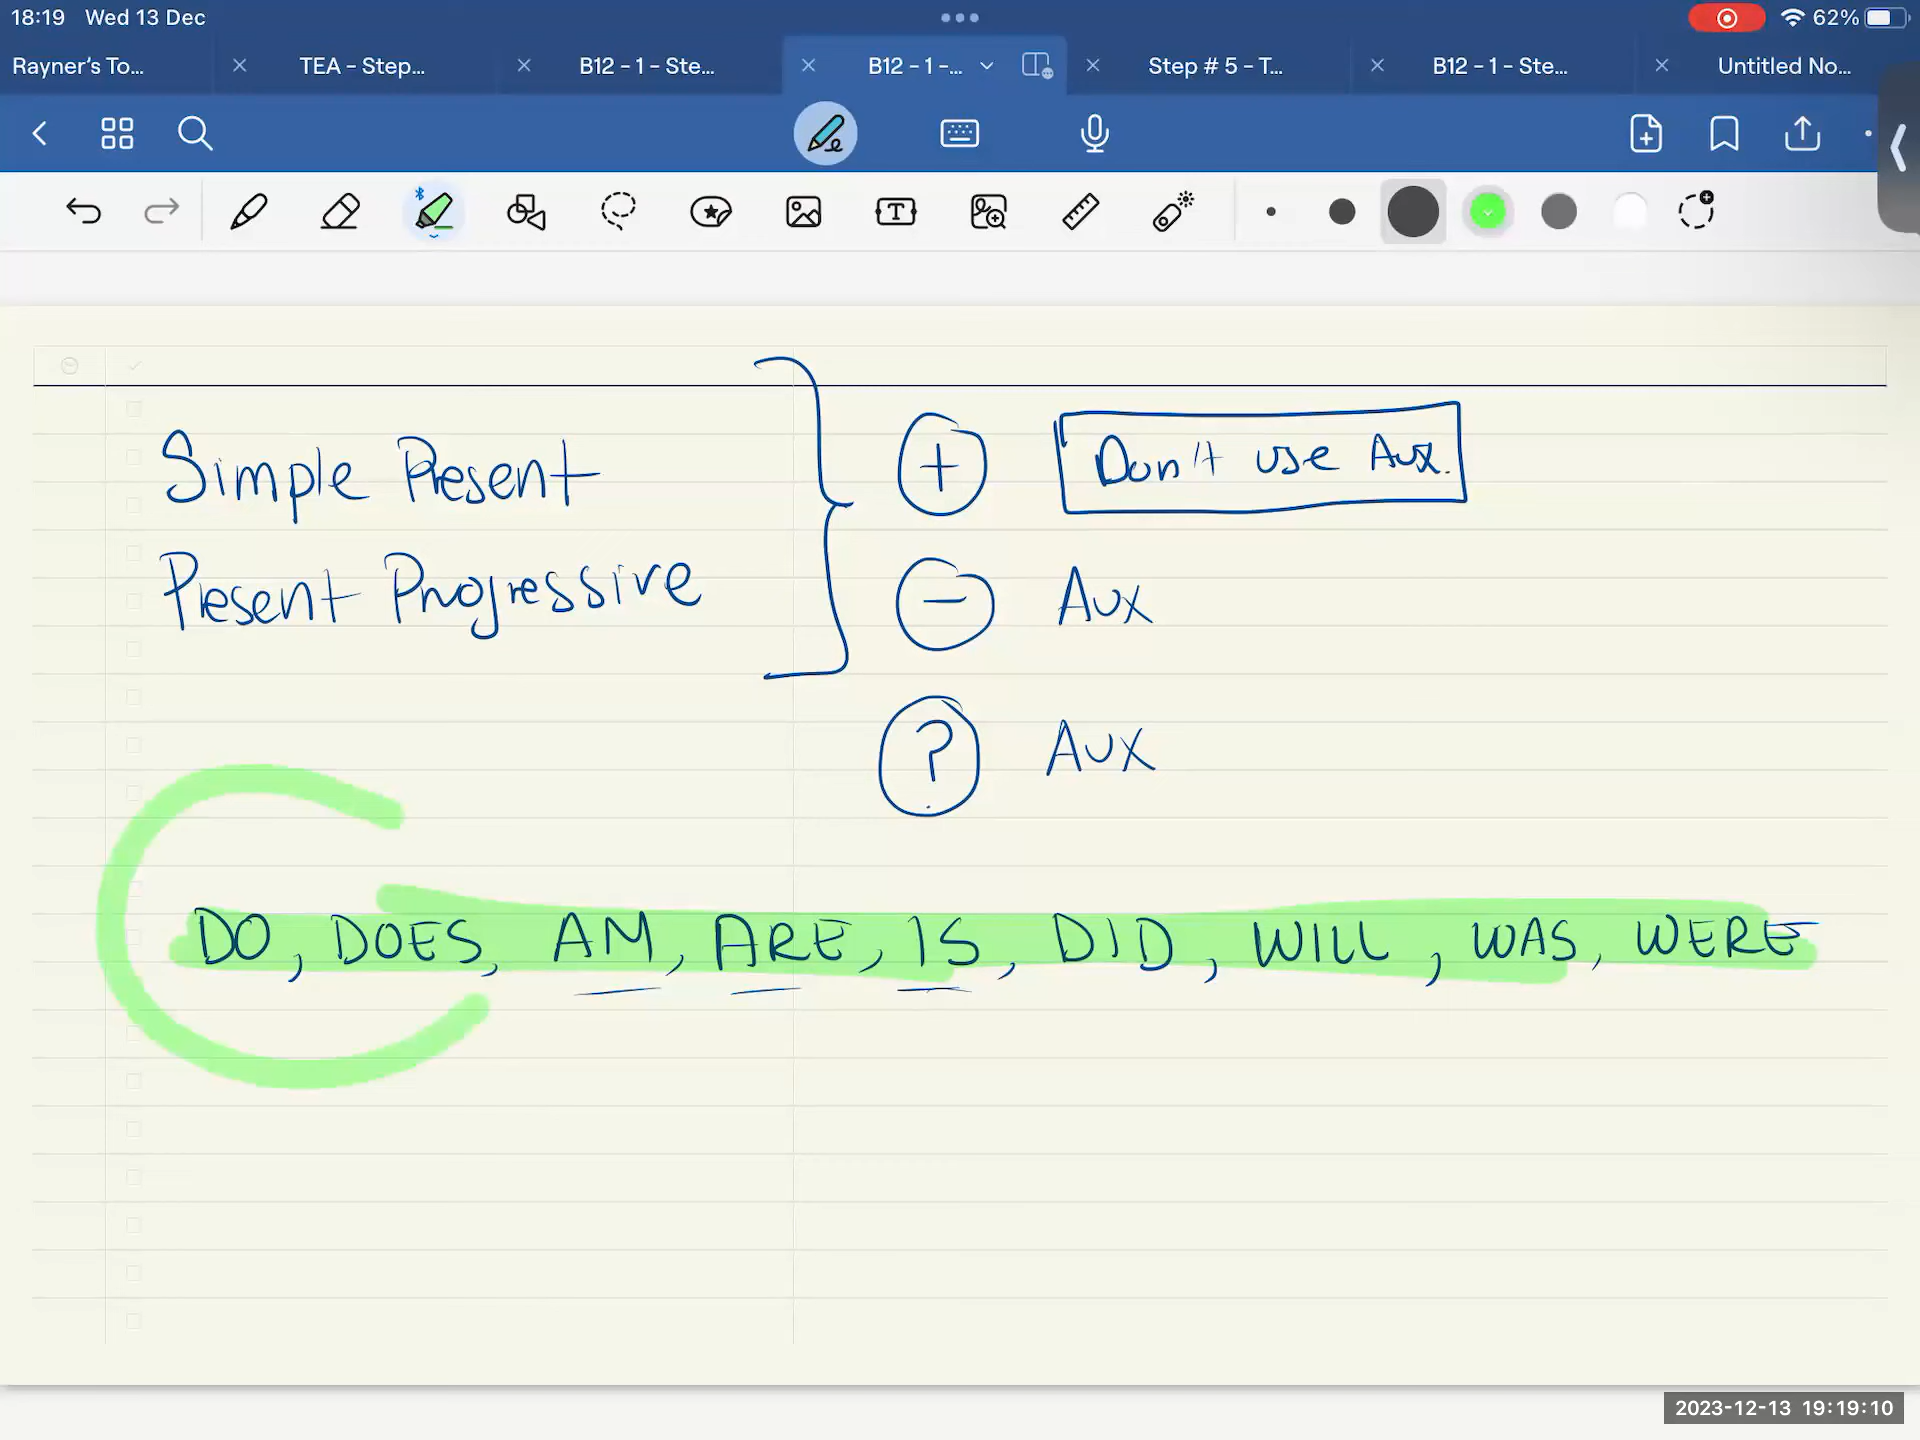 18:19 Wed 13 Dec
62%
Rayner's To...
TEA - Step...
B12 - 1 - Ste...
B12 - 1 -...
Step # 5 - T...
B12 - 1 - Ste...
Untitled No...
Simple Present
Present Progressive
+ Don't use Aux.
- Aux
? Aux
DO, DOES, AM, ARE, IS, DID, WILL, WAS, WERE
2023-12-13 19:19:10